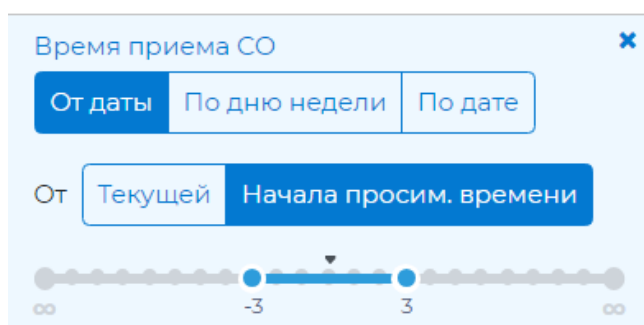 Время приема СО
От даты По дню недели По дате
От Текущей Начала просим. времени
∞ -3 3 ∞